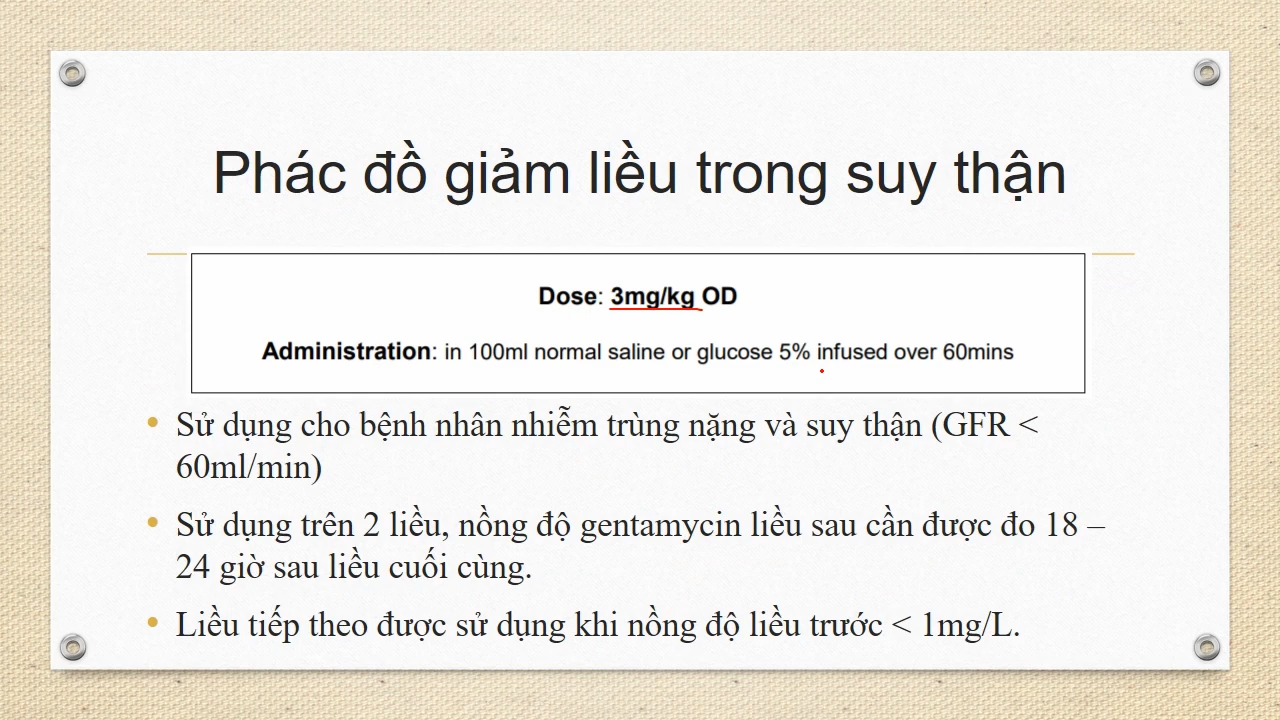 Phác đồ giảm liều trong suy thận
Dose: 3mg/kg OD
Administration: in 100ml normal saline or glucose 5% infused over 60mins
• Sử dụng cho bệnh nhân nhiễm trùng nặng và suy thận (GFR <
60ml/min)
• Sử dụng trên 2 liều, nồng độ gentamycin liều sau cần được đo 18 –
24 giờ sau liều cuối cùng.
• Liều tiếp theo được sử dụng khi nồng độ liều trước < 1mg/L.